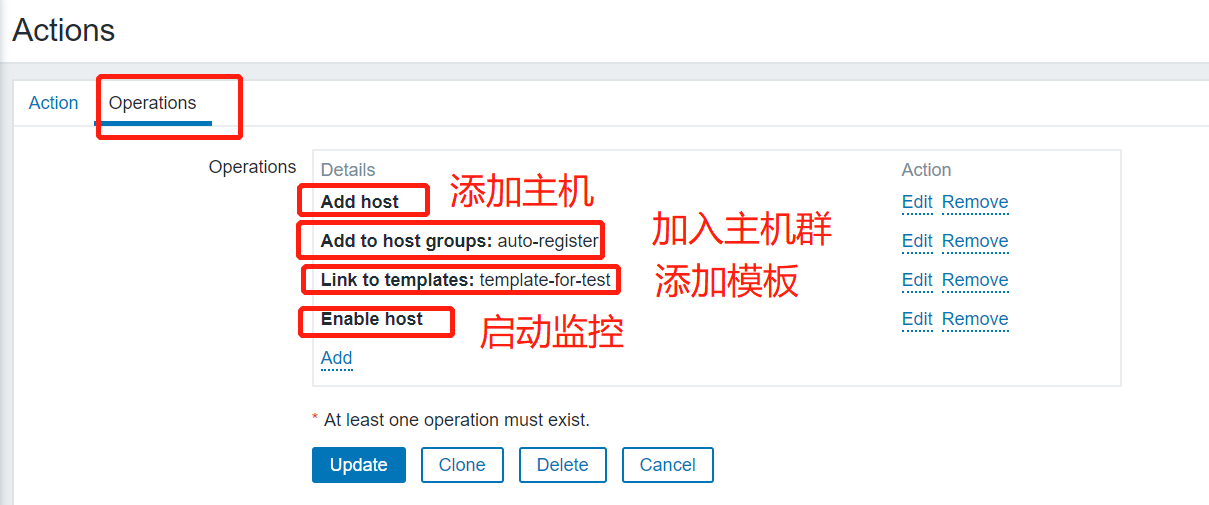 Actions
Action Operations
Operations Details Action
Add host 添加主机 Edit Remove
Add to host groups: auto-register 加入主机群 Edit Remove
Link to templates: template-for-test 添加模板 Edit Remove
Enable host 启动监控 Edit Remove
Add
* At least one operation must exist.
Update Clone Delete Cancel